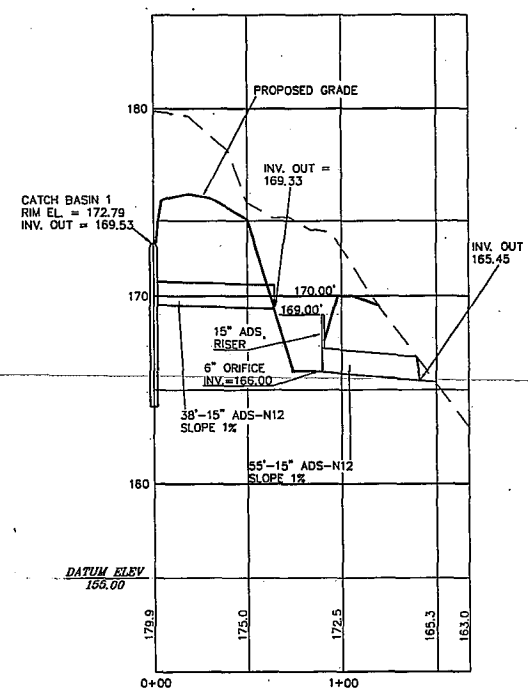 180
PROPOSED GRADE
INV. OUT =
169.33
CATCH BASIN 1
RIM EL. = 172.79
INV. OUT = 169.53
INV. OUT
165.45
170
170.00'
169.00'
15" ADS
RISER
6" ORIFICE
INV.=166.00
38'-15" ADS-N12
SLOPE 1%
55'-15" ADS-N12
SLOPE 1%
160
DATUM ELEV
155.00
179.9
175.0
172.5
165.3
163.0
0+00
1+00